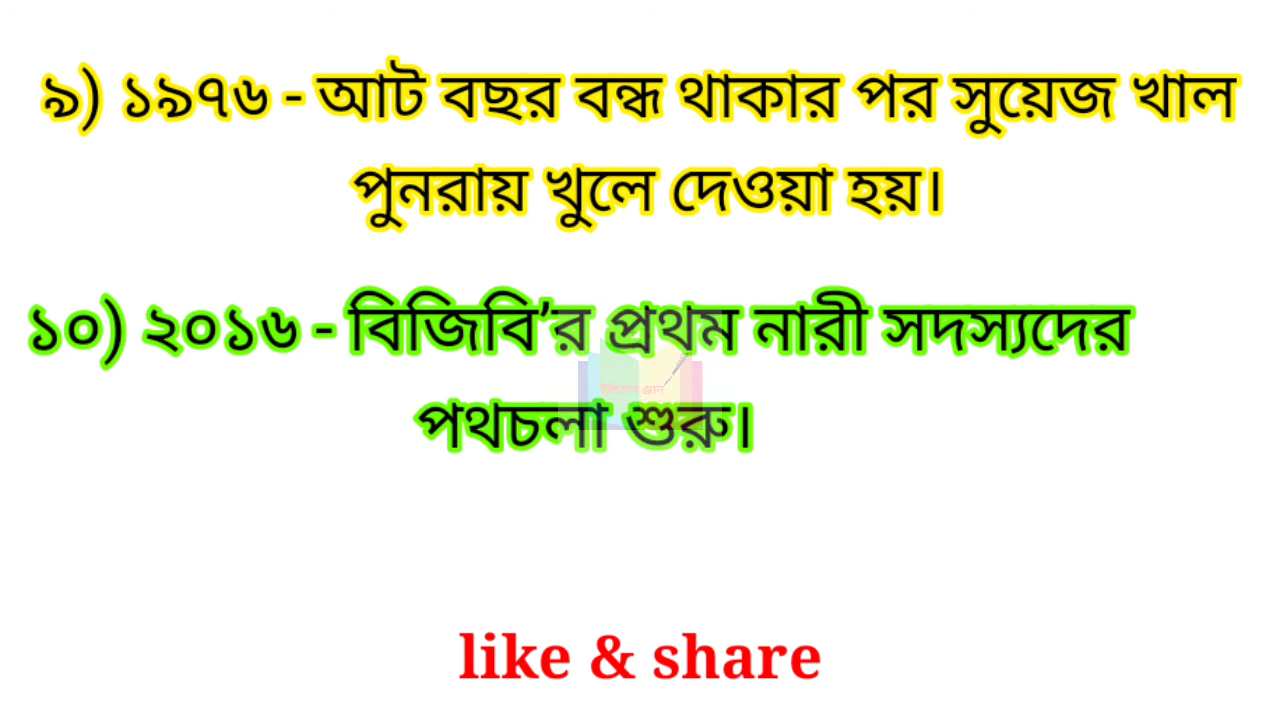 ৯) ১৯৭৬ - আট বছর বন্ধ থাকার পর সুয়েজ খাল
পুনরায় খুলে দেওয়া হয়।
১০) ২০১৬ - বিজিবি’র প্রথম নারী সদস্যদের
পথচলা শুরু।
like & share